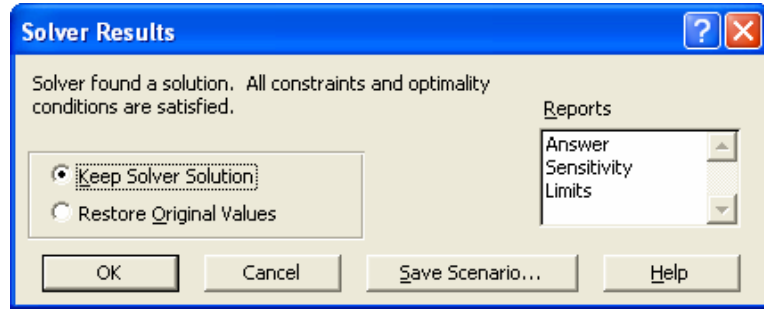 Solver Results
Solver found a solution. All constraints and optimality
conditions are satisfied.
Reports
Answer
Sensitivity
Limits
Keep Solver Solution
Restore Original Values
OK
Cancel
Save Scenario...
Help